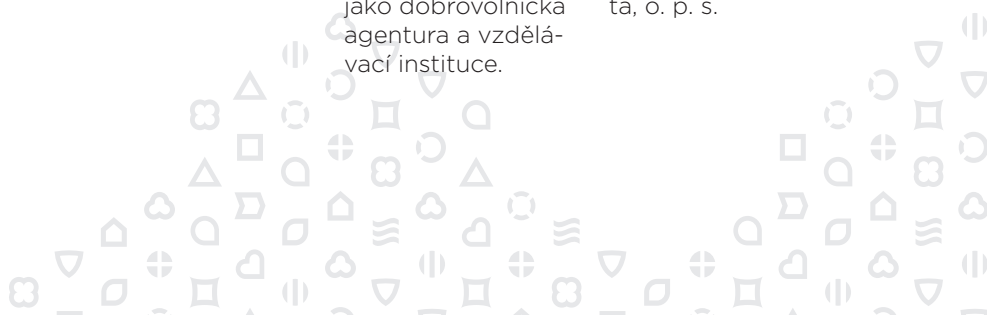 jako dobrovolnická
agentura a vzdělá-
vací instituce.
ta, o. p. s.